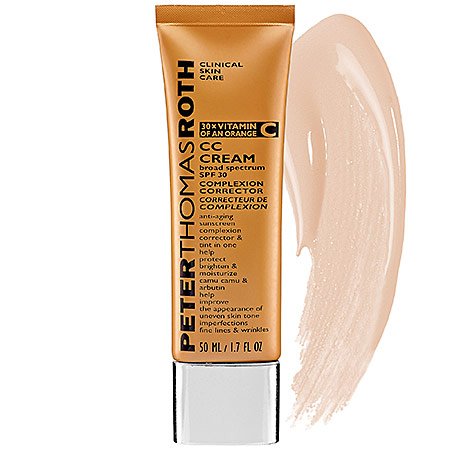 PETERTHOMASROTH
CLINICAL
SKIN
CARE
30x VITAMIN C
OF AN ORANGE
CC
CREAM
broad spectrum
SPF 30
COMPLEXION
CORRECTOR
CORRECTEUR DE
COMPLEXION
anti-aging
sunscreen
complexion
corrector &
tint in one
help
protect
brighten &
moisturize
camu camu &
arbutin
help
improve
the appearance of
uneven skin tone
imperfections
fine lines & wrinkles
50 ML / 1.7 FL OZ